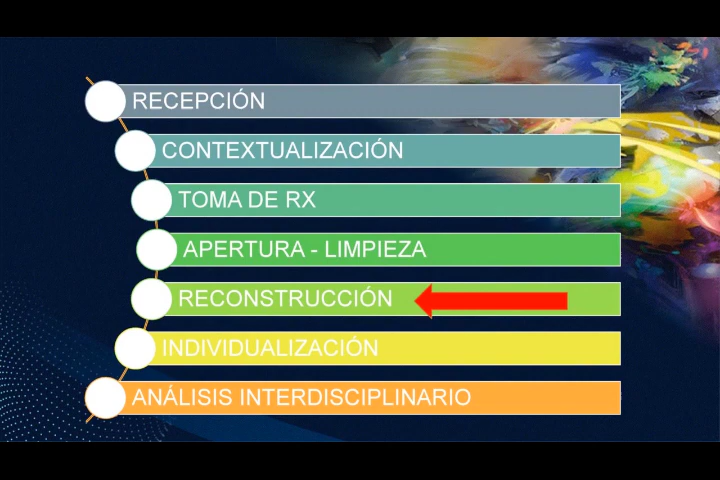 RECEPCIÓN
CONTEXTUALIZACIÓN
TOMA DE RX
APERTURA - LIMPIEZA
RECONSTRUCCIÓN
INDIVIDUALIZACIÓN
ANÁLISIS INTERDISCIPLINARIO